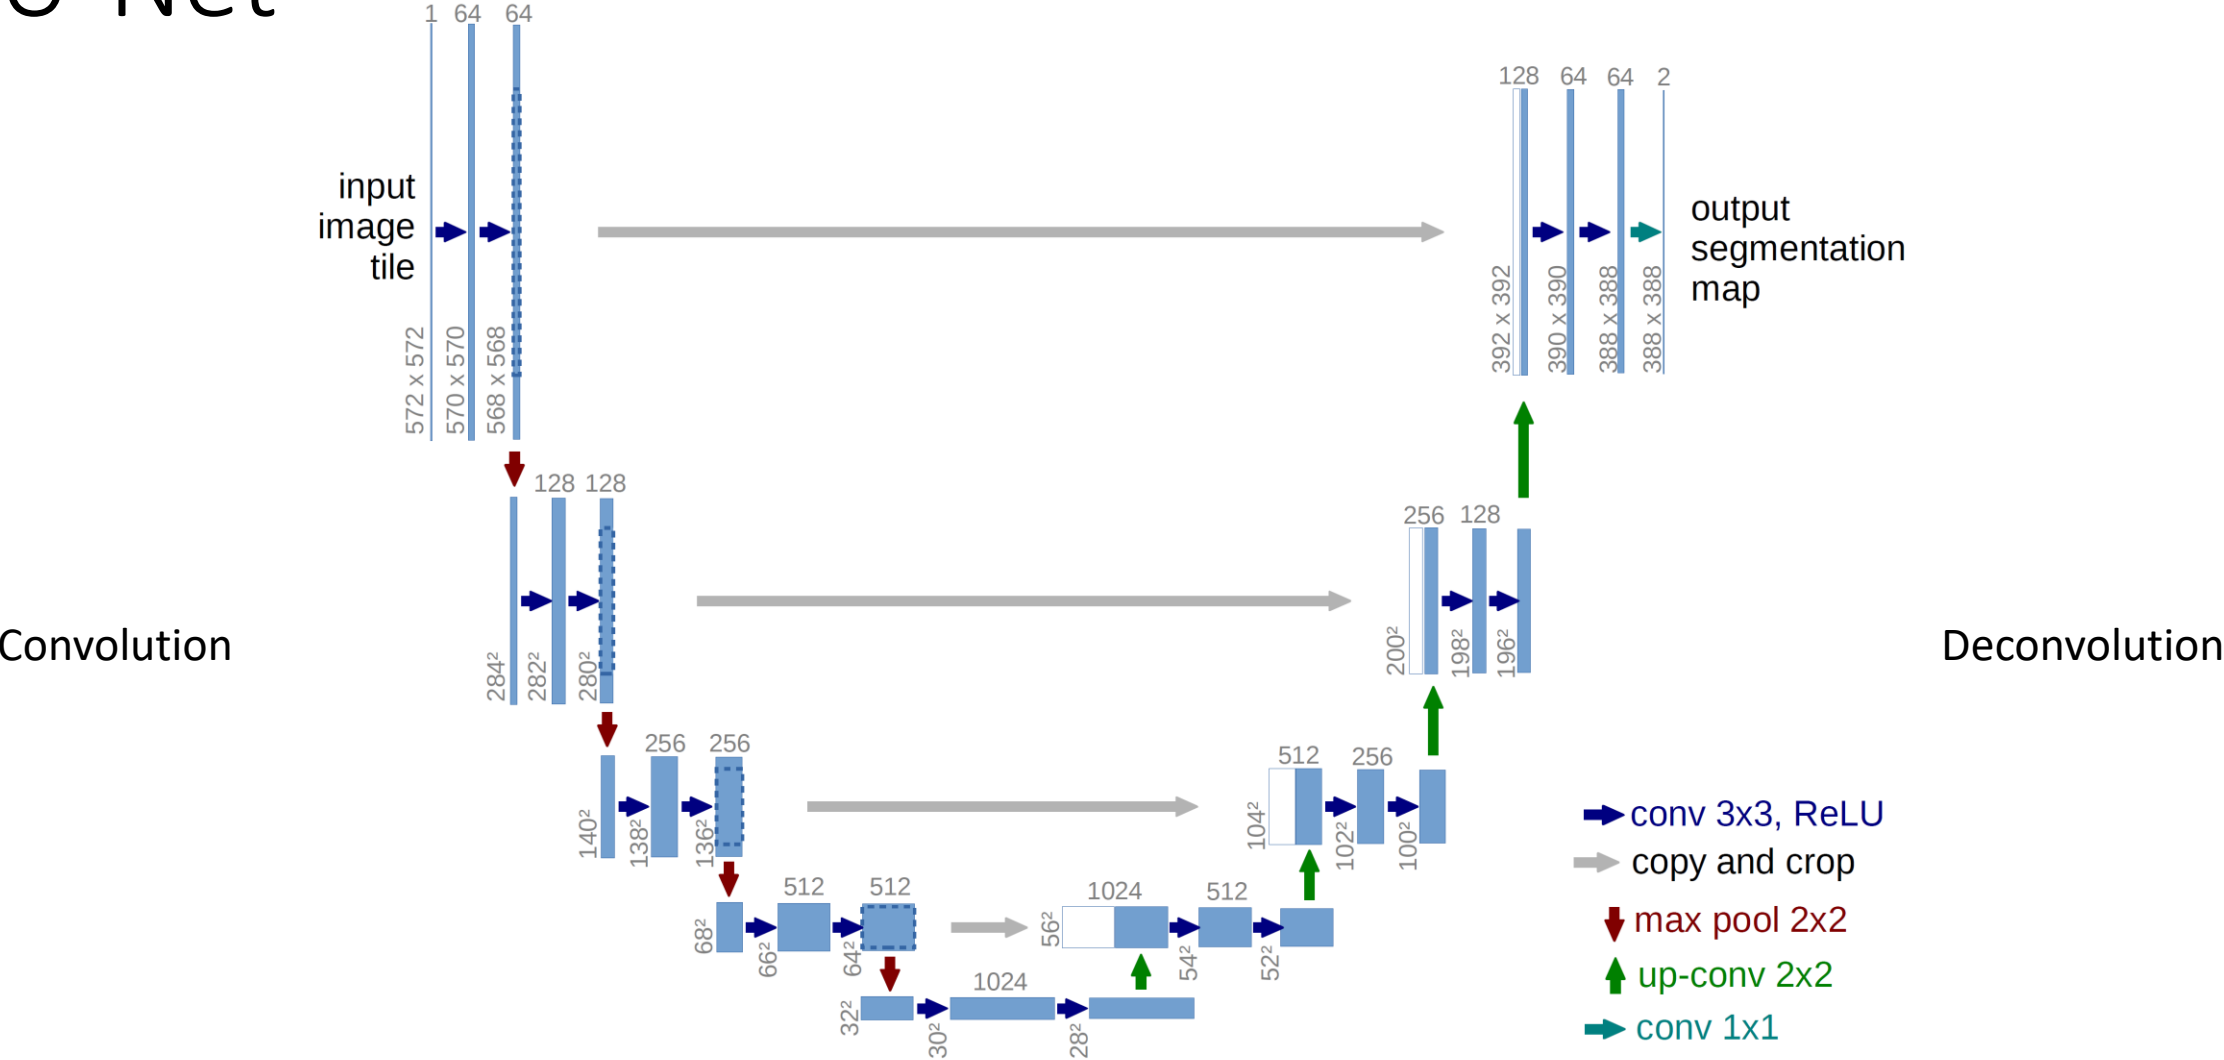 U-Net
1 64 64
128 64 64 2
input
image
tile
output
segmentation
map
572 x 572
570 x 570
568 x 568
392 x 392
390 x 390
388 x 388
388 x 388
128 128
256 128
284²
282²
280²
200²
198²
196²
Convolution
Deconvolution
256 256
512 256
140²
138²
136²
104²
102²
100²
conv 3x3, ReLU
copy and crop
max pool 2x2
up-conv 2x2
conv 1x1
512 512
1024 512
68²
66²
64²
56²
54²
52²
1024
32²
30²
28²